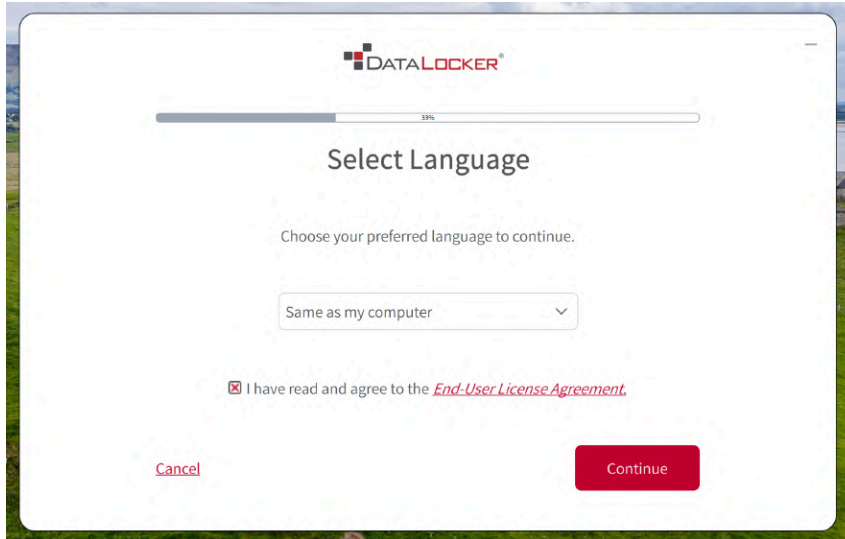 DATALOCKER®
33%
Select Language
Choose your preferred language to continue.
Same as my computer
I have read and agree to the End-User License Agreement.
Cancel
Continue